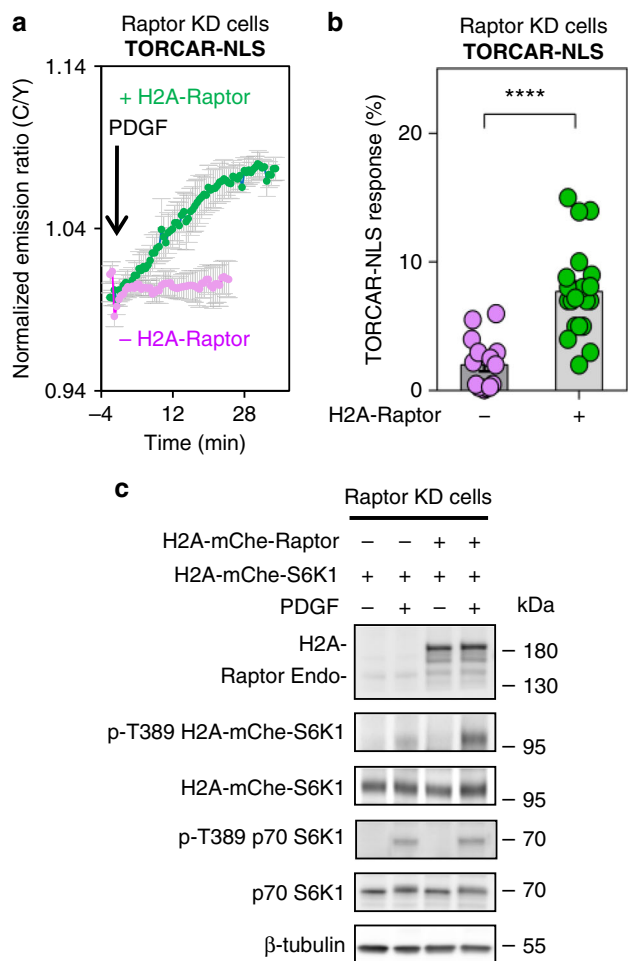 a
Raptor KD cells
TORCAR-NLS
Normalized emission ratio (C/Y)
1.14
1.04
0.94
+ H2A-Raptor
PDGF
– H2A-Raptor
–4 12 28
Time (min)
b
Raptor KD cells
TORCAR-NLS
TORCAR-NLS response (%)
****
20
10
0
H2A-Raptor – +
c
Raptor KD cells
H2A-mChe-Raptor – – + +
H2A-mChe-S6K1 + + + +
PDGF – + – + kDa
H2A-
– 180
Raptor Endo-
– 130
p-T389 H2A-mChe-S6K1
– 95
H2A-mChe-S6K1
– 95
p-T389 p70 S6K1 – 70
p70 S6K1 – 70
β-tubulin – 55